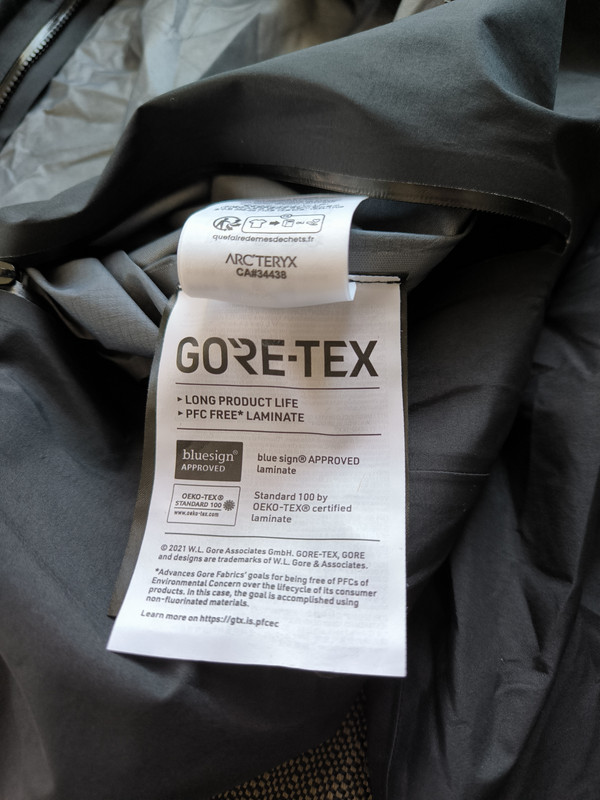 quefairedemesdechets.fr
ARC'TERYX
CA#34438
GORE-TEX
▸ LONG PRODUCT LIFE
▸ PFC FREE* LAMINATE
bluesign®
APPROVED
blue sign® APPROVED
laminate
OEKO-TEX®
STANDARD 100
www.oeko-tex.com
Standard 100 by
OEKO-TEX® certified
laminate
© 2021 W.L. Gore Associates GmbH. GORE-TEX, GORE
and designs are trademarks of W.L. Gore & Associates.
*Advances Gore Fabrics' goals for being free of PFCs of
Environmental Concern over the lifecycle of its consumer
products. In this case, the goal is accomplished using
non-fluorinated materials.
Learn more on https://gtx.is.pfcec